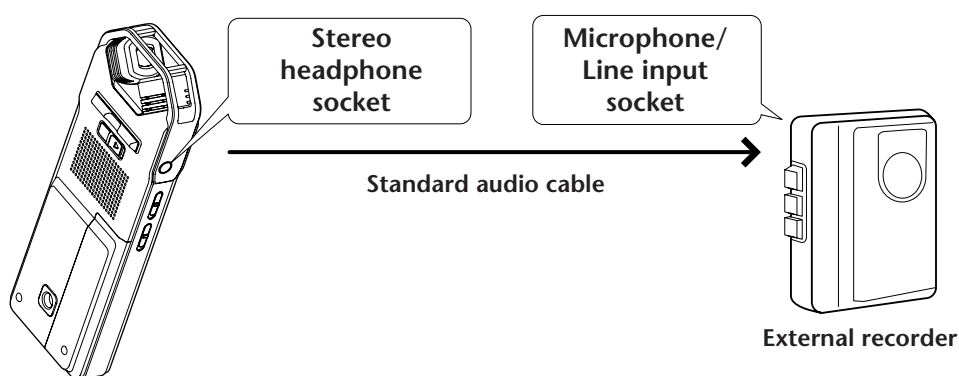 Stereo
headphone
socket
Microphone/
Line input
socket
Standard audio cable
External recorder